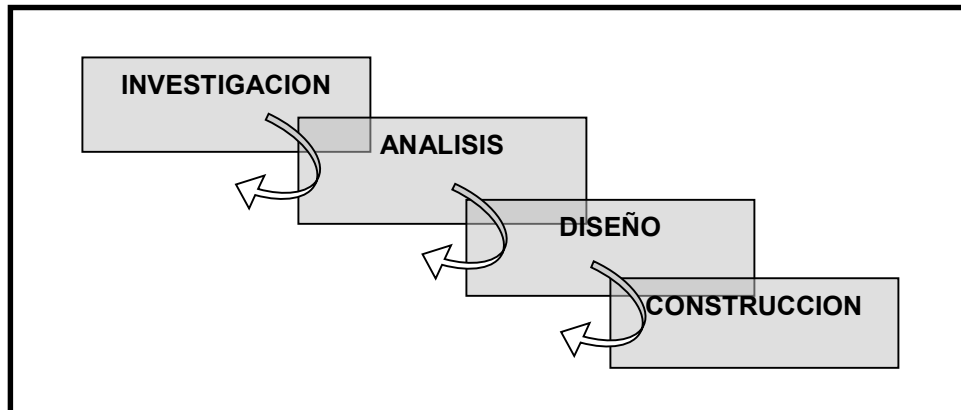 INVESTIGACION
ANALISIS
DISEÑO
CONSTRUCCION